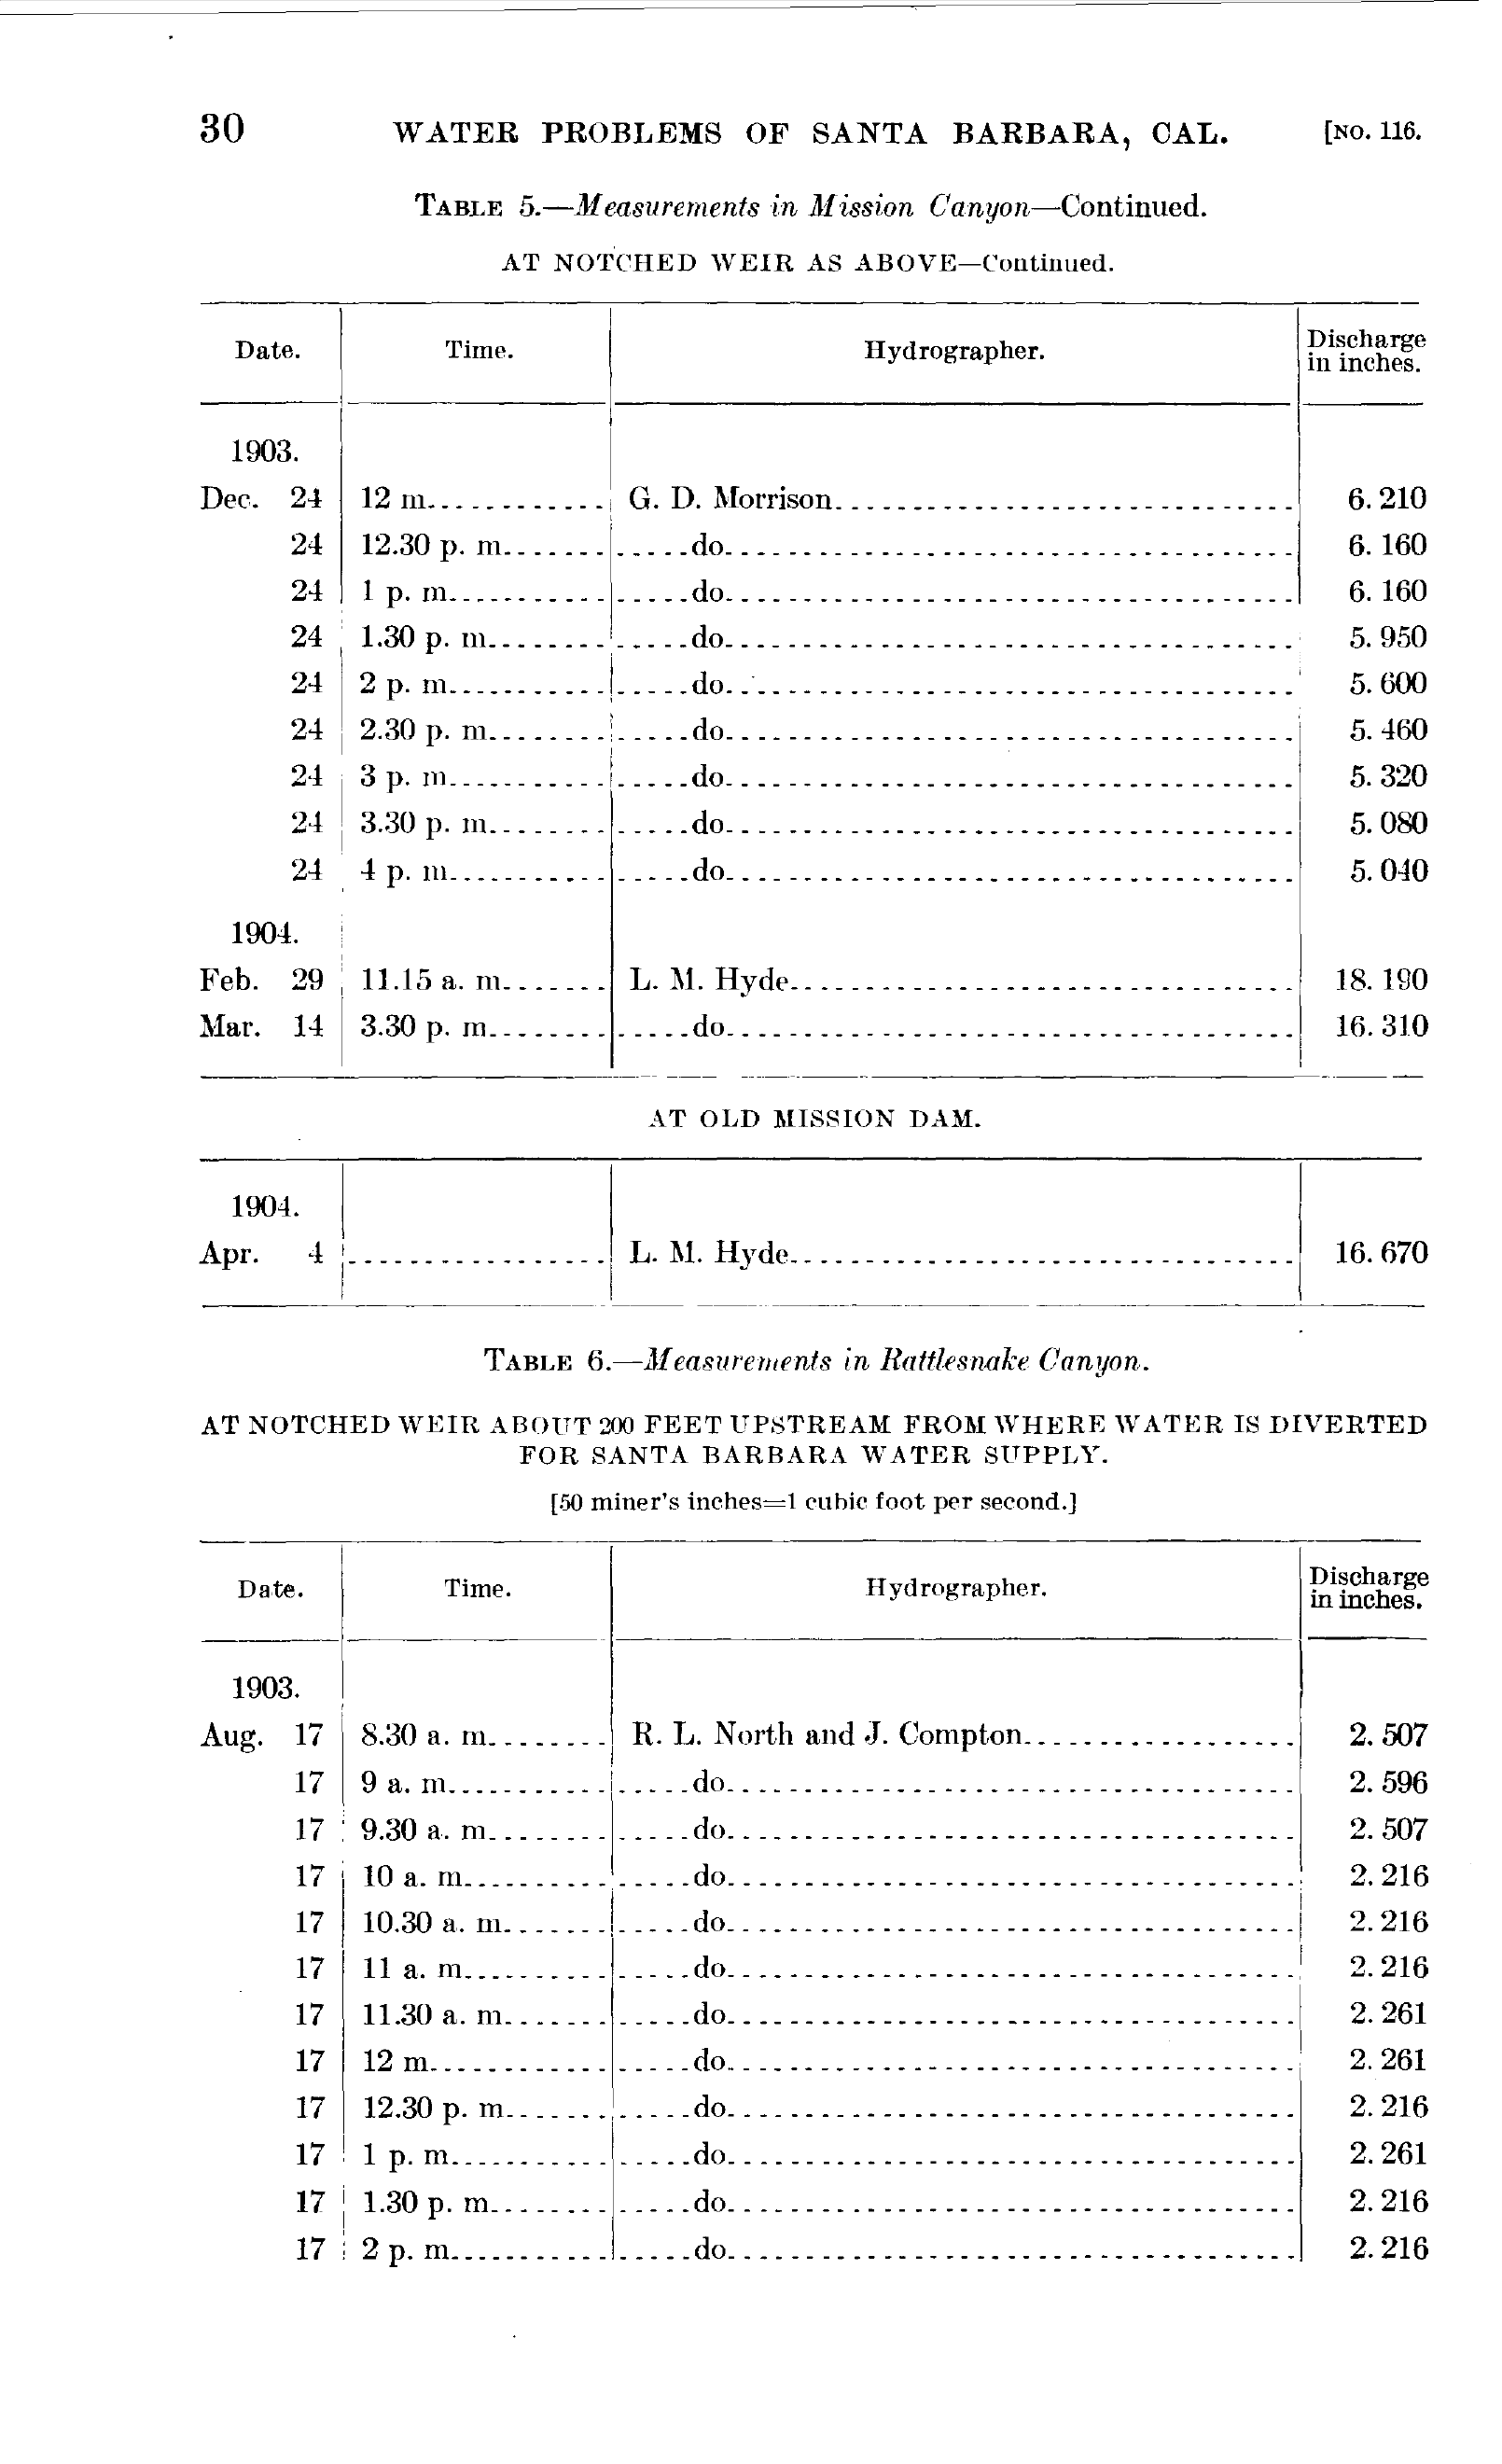 30 WATER PROBLEMS OF SANTA BARBARA, CAL. [NO. 116.
TABLE 5.—Measurements in Mission Canyon—Continued.
AT NOTCHED WEIR AS ABOVE—Continued.
Date. Time. Hydrographer. Discharge in inches.
1903.
Dec. 24 12 m. G. D. Morrison. 6.210
24 12.30 p. m. do. 6.160
24 1 p. m. do. 6.160
24 1.30 p. m. do. 5.950
24 2 p. m. do. 5.600
24 2.30 p. m. do. 5.460
24 3 p. m. do. 5.320
24 3.30 p. m. do. 5.080
24 4 p. m. do. 5.040
1904.
Feb. 29 11.15 a. m. L. M. Hyde. 18.190
Mar. 14 3.30 p. m. do. 16.310
AT OLD MISSION DAM.
1904.
Apr. 4 L. M. Hyde. 16.670
TABLE 6.—Measurements in Rattlesnake Canyon.
AT NOTCHED WEIR ABOUT 200 FEET UPSTREAM FROM WHERE WATER IS DIVERTED
FOR SANTA BARBARA WATER SUPPLY.
[50 miner's inches=1 cubic foot per second.]
Date. Time. Hydrographer. Discharge in inches.
1903.
Aug. 17 8.30 a. m. R. L. North and J. Compton. 2.507
17 9 a. m. do. 2.596
17 9.30 a. m. do. 2.507
17 10 a. m. do. 2.216
17 10.30 a. m. do. 2.216
17 11 a. m. do. 2.216
17 11.30 a. m. do. 2.261
17 12 m. do. 2.261
17 12.30 p. m. do. 2.216
17 1 p. m. do. 2.261
17 1.30 p. m. do. 2.216
17 2 p. m. do. 2.216